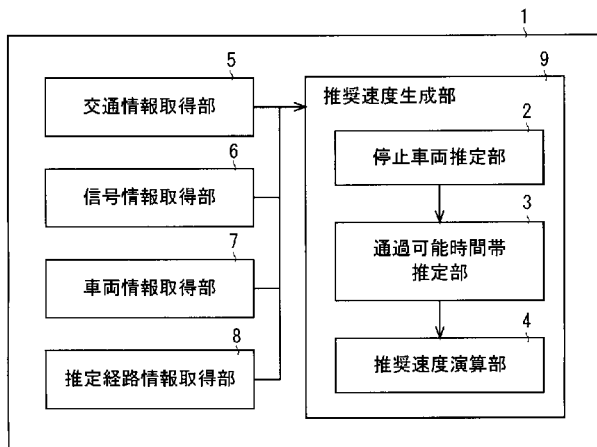 1
5
交通情報取得部
6
信号情報取得部
7
車両情報取得部
8
推定経路情報取得部
9
推奨速度生成部
2
停止車両推定部
3
通過可能時間帯
推定部
4
推奨速度演算部